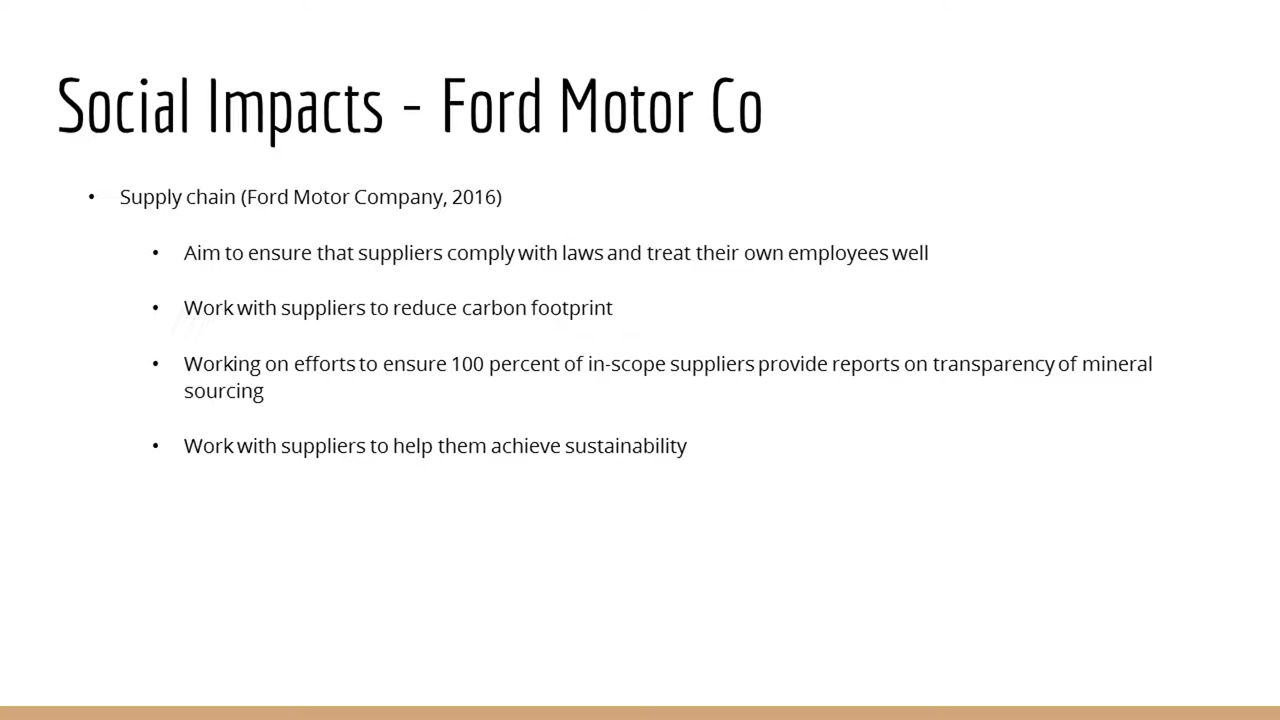 Social Impacts - Ford Motor Co
• Supply chain (Ford Motor Company, 2016)
• Aim to ensure that suppliers comply with laws and treat their own employees well
• Work with suppliers to reduce carbon footprint
• Working on efforts to ensure 100 percent of in-scope suppliers provide reports on transparency of mineral
sourcing
• Work with suppliers to help them achieve sustainability